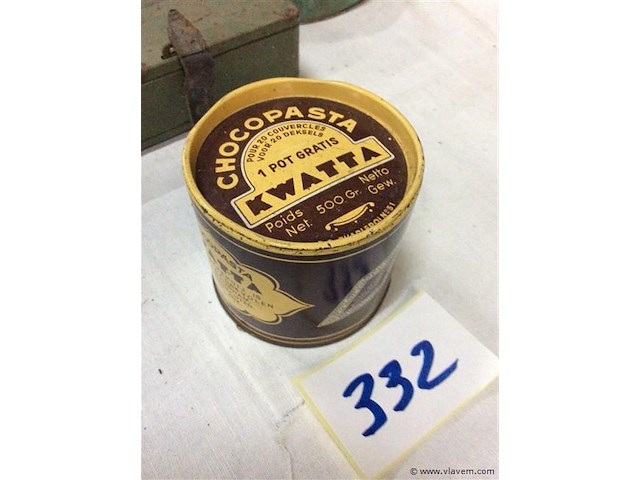 CHOCOPASTA
POUR 20 COUVERCLES
VOOR 20 DEKSELS
1 POT GRATIS
KWATTA
Poids Netto
Net. 500 Gr. Gew.
332
© www.vlavem.com